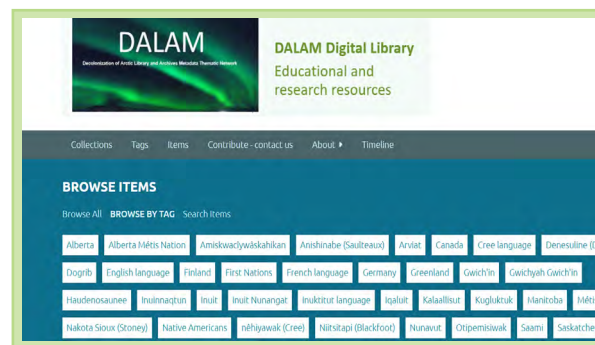 DALAM
Decolonization of Arctic Library and Archives Metadata Thematic Network
DALAM Digital Library
Educational and
research resources
Collections Tags Items Contribute - contact us About Timeline
BROWSE ITEMS
Browse All BROWSE BY TAG Search Items
Alberta Alberta Métis Nation Amiskwaclywâskahikan Anishinabe (Saulteaux) Arviat Canada Cree language Denesuline (D
Dogrib English language Finland First Nations French language Germany Greenland Gwich'in Gwichyah Gwich'in
Haudenosaunee Inuinnaqtun Inuit Inuit Nunangat Inuktitut language Iqaluit Kalaallisut Kugluktuk Manitoba Méti
Nakota Sioux (Stoney) Native Americans nêhiyawak (Cree) Niitsitapi (Blackfoot) Nunavut Otipemisiwak Saami Saskatche